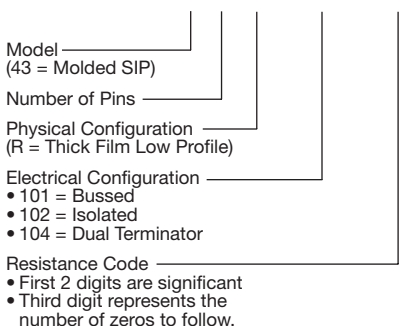 Model
(43 = Molded SIP)
Number of Pins
Physical Configuration
(R = Thick Film Low Profile)
Electrical Configuration
• 101 = Bussed
• 102 = Isolated
• 104 = Dual Terminator
Resistance Code
• First 2 digits are significant
• Third digit represents the
number of zeros to follow.